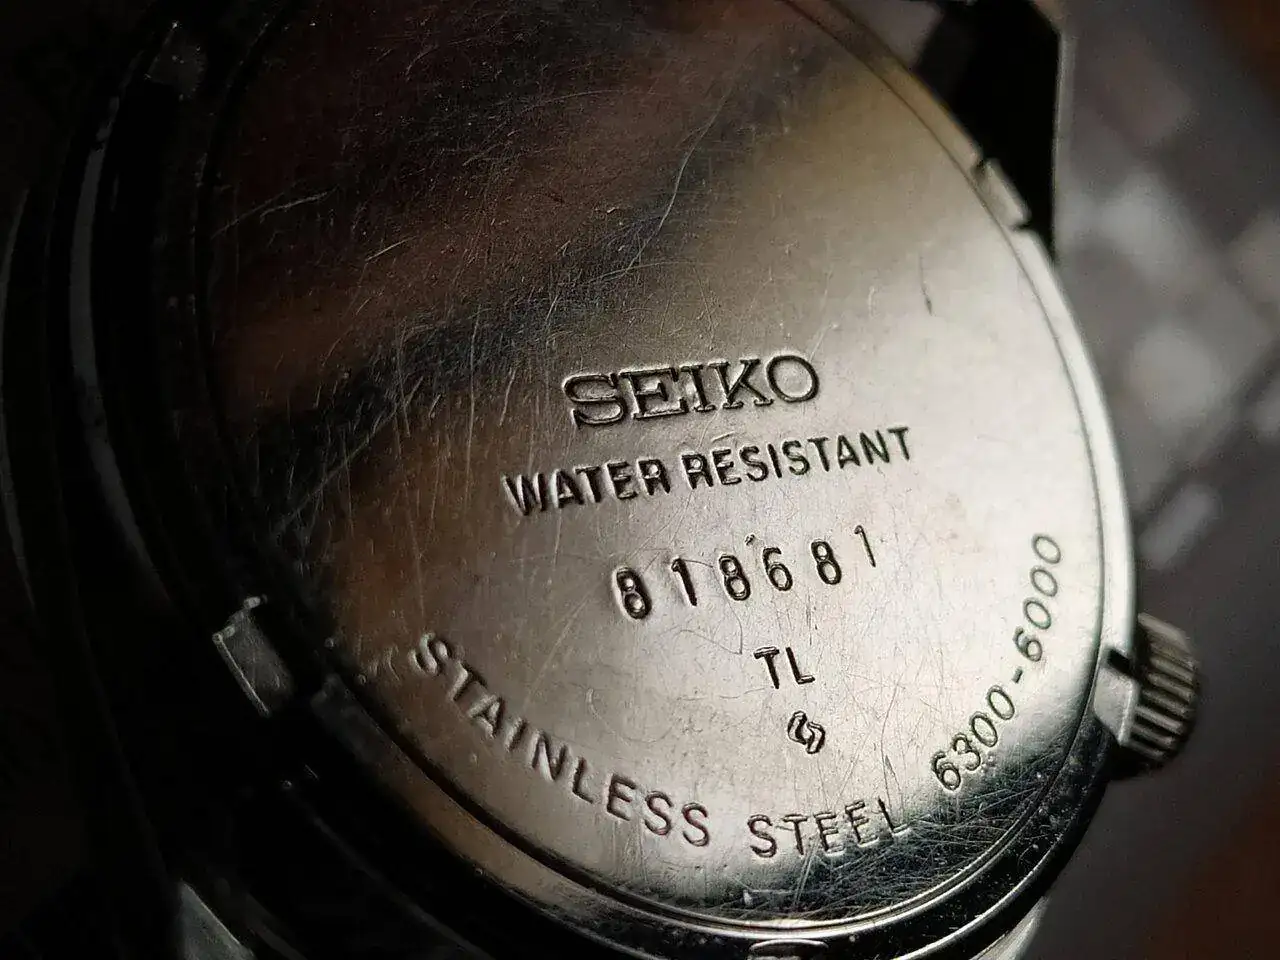 SEIKO
WATER RESISTANT
818681
TL
STAINLESS STEEL 6300-6000